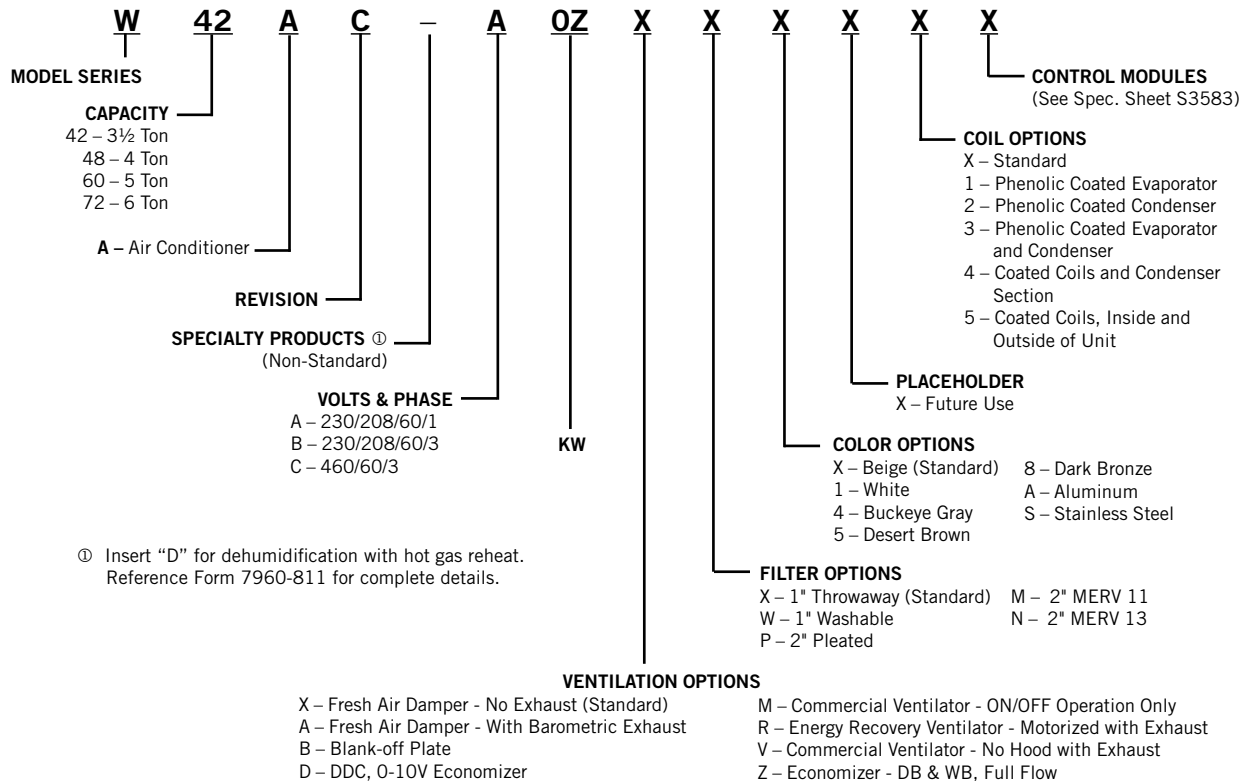 W 42 A C – A 0Z X X X X X X
MODEL SERIES
CAPACITY
42 – 3½ Ton
48 – 4 Ton
60 – 5 Ton
72 – 6 Ton
A – Air Conditioner
REVISION
SPECIALTY PRODUCTS ①
(Non-Standard)
VOLTS & PHASE
A – 230/208/60/1
B – 230/208/60/3
C – 460/60/3
KW
CONTROL MODULES
(See Spec. Sheet S3583)
COIL OPTIONS
X – Standard
1 – Phenolic Coated Evaporator
2 – Phenolic Coated Condenser
3 – Phenolic Coated Evaporator
and Condenser
4 – Coated Coils and Condenser
Section
5 – Coated Coils, Inside and
Outside of Unit
PLACEHOLDER
X – Future Use
COLOR OPTIONS
X – Beige (Standard)
1 – White
4 – Buckeye Gray
5 – Desert Brown
8 – Dark Bronze
A – Aluminum
S – Stainless Steel
① Insert “D” for dehumidification with hot gas reheat.
Reference Form 7960-811 for complete details.
FILTER OPTIONS
X – 1" Throwaway (Standard)
W – 1" Washable
P – 2" Pleated
M – 2" MERV 11
N – 2" MERV 13
VENTILATION OPTIONS
X – Fresh Air Damper - No Exhaust (Standard)
A – Fresh Air Damper - With Barometric Exhaust
B – Blank-off Plate
D – DDC, 0-10V Economizer
M – Commercial Ventilator - ON/OFF Operation Only
R – Energy Recovery Ventilator - Motorized with Exhaust
V – Commercial Ventilator - No Hood with Exhaust
Z – Economizer - DB & WB, Full Flow